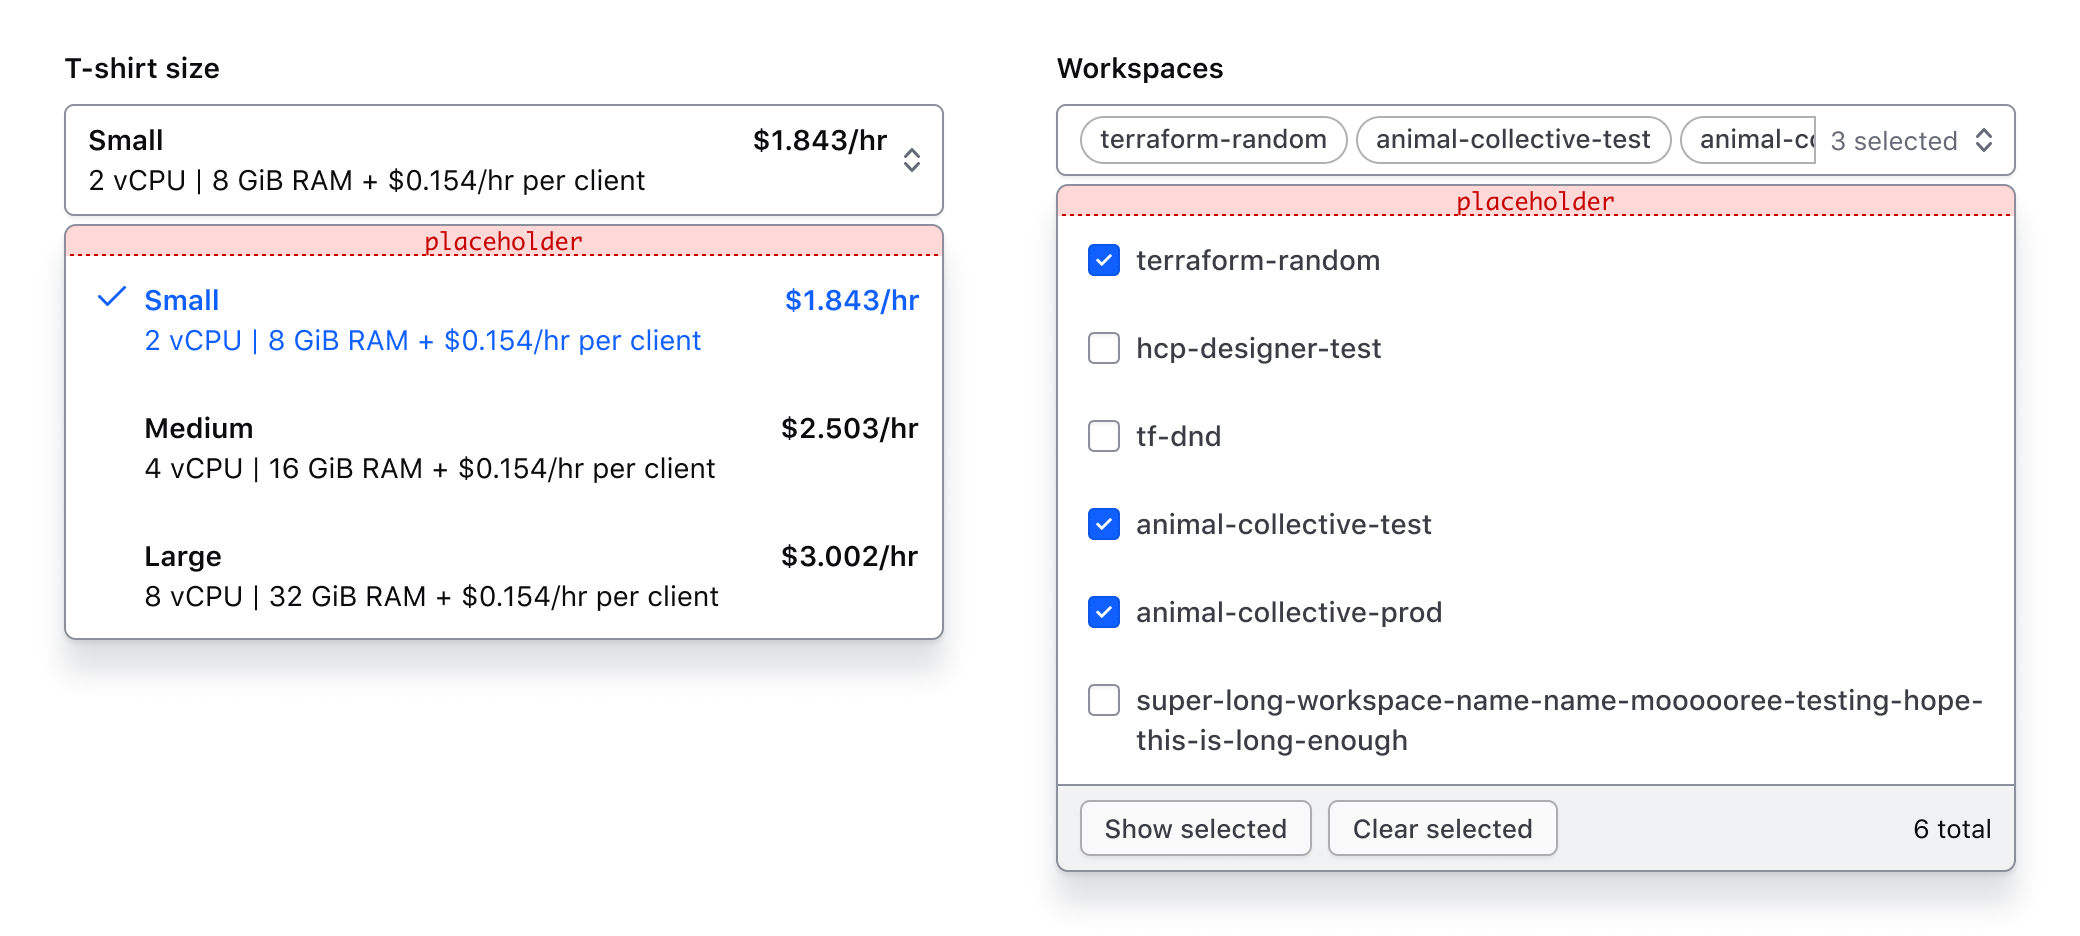 T-shirt size
Small $1.843/hr
2 vCPU | 8 GiB RAM + $0.154/hr per client
placeholder
Small $1.843/hr
2 vCPU | 8 GiB RAM + $0.154/hr per client
Medium $2.503/hr
4 vCPU | 16 GiB RAM + $0.154/hr per client
Large $3.002/hr
8 vCPU | 32 GiB RAM + $0.154/hr per client
Workspaces
terraform-random animal-collective-test animal-co 3 selected
placeholder
terraform-random
hcp-designer-test
tf-dnd
animal-collective-test
animal-collective-prod
super-long-workspace-name-name-moooooree-testing-hope-
this-is-long-enough
Show selected Clear selected 6 total